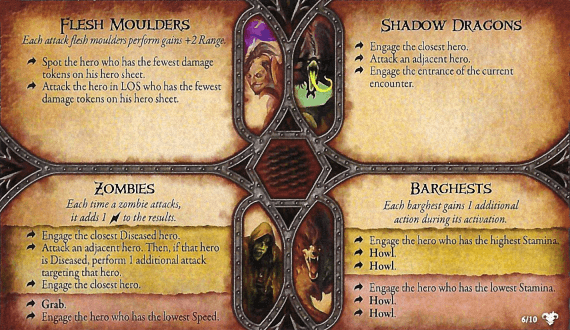 Flesh Moulders
Each attack flesh moulders perform gains +2 Range.
Spot the hero who has the fewest damage
tokens on his hero sheet.
Attack the hero in LOS who has the fewest
damage tokens on his hero sheet.
Shadow Dragons
Engage the closest hero.
Attack an adjacent hero.
Engage the entrance of the current
encounter.
Zombies
Each time a zombie attacks,
it adds 1 to the results.
Engage the closest Diseased hero.
Attack an adjacent hero. Then, if that hero
is Diseased, perform 1 additional attack
targeting that hero.
Engage the closest hero.
Grab.
Engage the hero who has the lowest Speed.
Barghests
Each barghest gains 1 additional
action during its activation.
Engage the hero who has the highest Stamina.
Howl.
Howl.
Engage the hero who has the lowest Stamina.
Howl.
Howl.
6/10